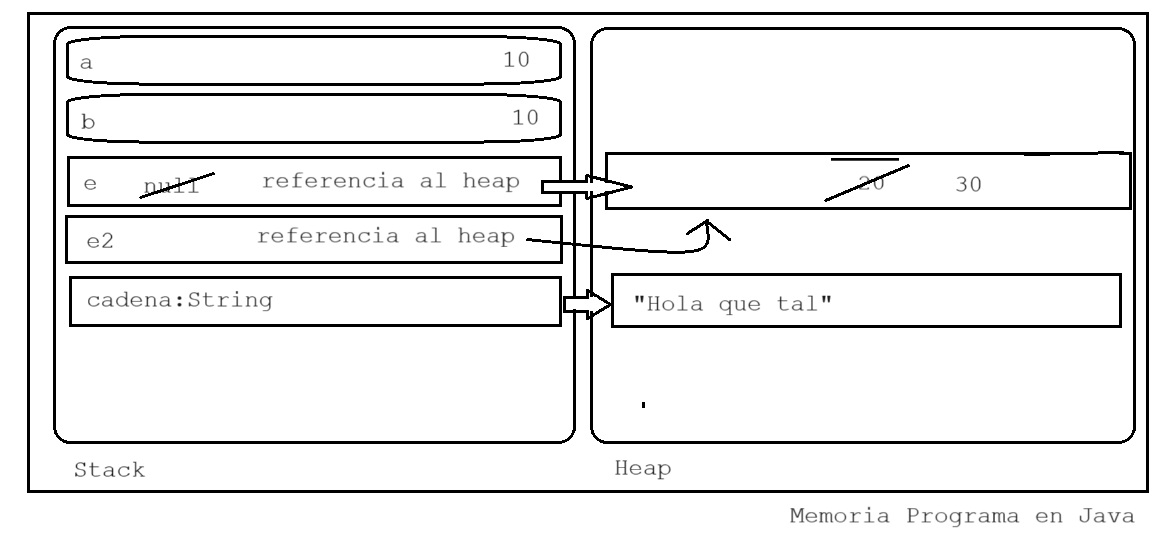 a 10
b 10
e null referencia al heap 20 30
e2 referencia al heap
cadena:String "Hola que tal"
Stack Heap
Memoria Programa en Java